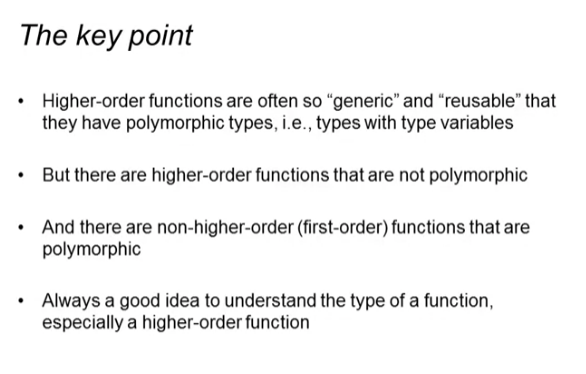 The key point
• Higher-order functions are often so “generic” and “reusable” that
they have polymorphic types, i.e., types with type variables
• But there are higher-order functions that are not polymorphic
• And there are non-higher-order (first-order) functions that are
polymorphic
• Always a good idea to understand the type of a function,
especially a higher-order function